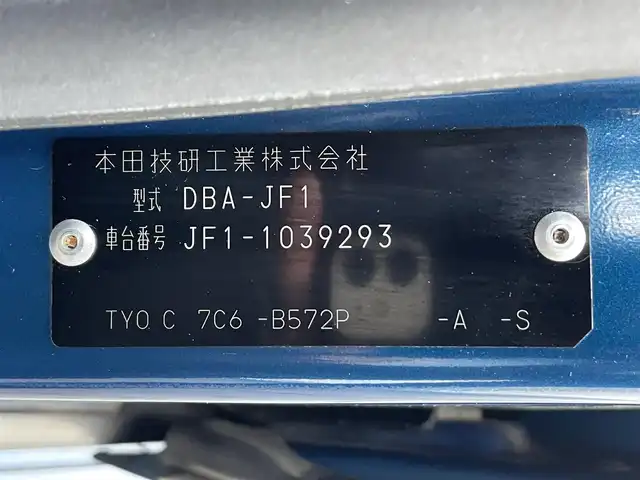 本田技研工業株式会社
型式 DBA-JF1
車台番号 JF1-1039293
TYO C 7C6 -B572P -A -S